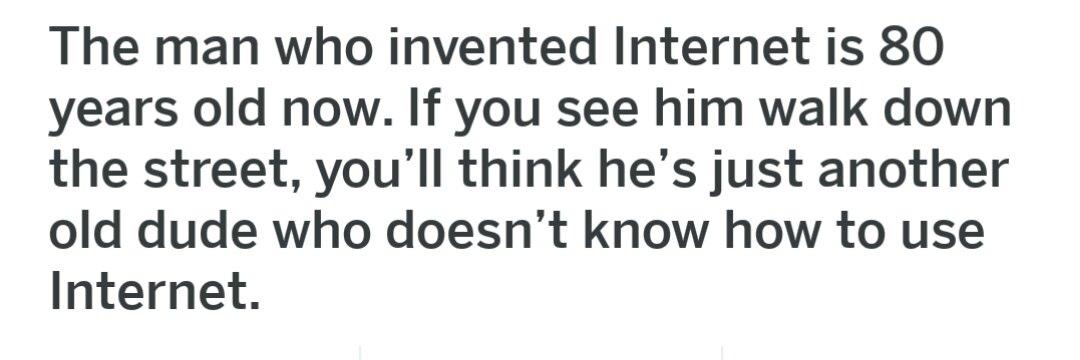 The man who invented Internet is 80
years old now. If you see him walk down
the street, you’ll think he’s just another
old dude who doesn’t know how to use
Internet.